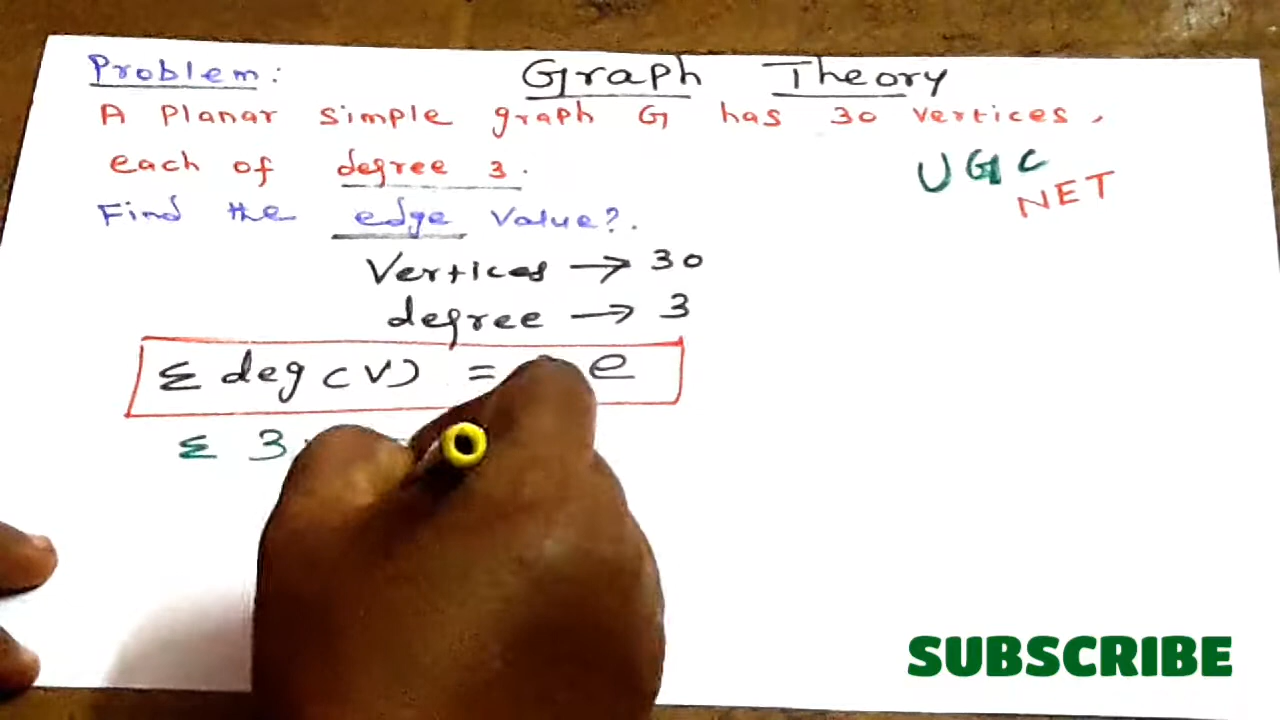 Problem:
Graph Theory
A Planar simple graph G has 30 vertices,
each of degree 3.
UGC
NET
Find the edge Value?.
Vertices → 30
degree → 3
Σ deg(V) = e
Σ 3
SUBSCRIBE